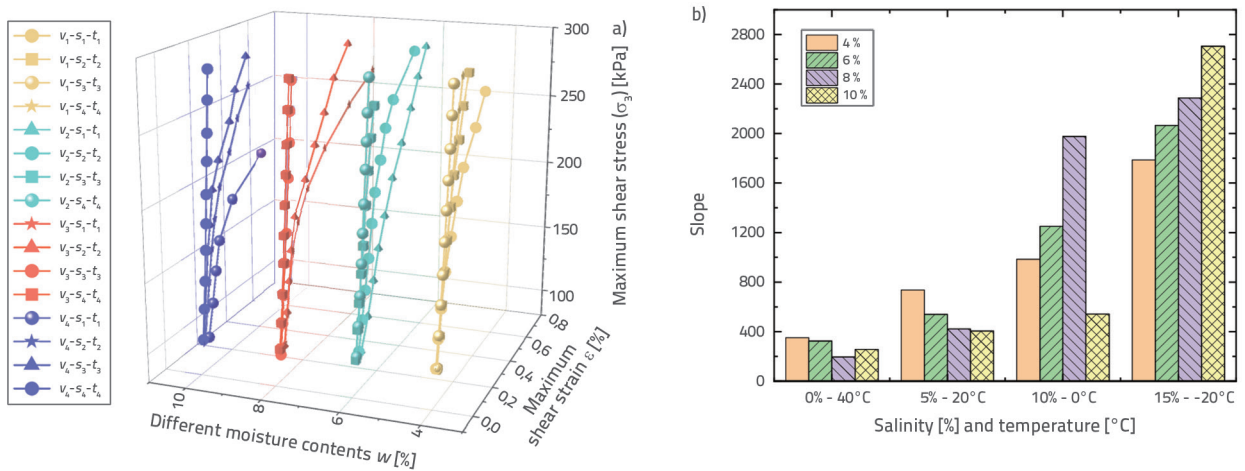 v₁-s₁-t₁
v₁-s₂-t₂
v₁-s₃-t₃
v₁-s₄-t₄
v₂-s₁-t₁
v₂-s₂-t₂
v₂-s₃-t₃
v₂-s₄-t₄
v₃-s₁-t₁
v₃-s₂-t₂
v₃-s₃-t₃
v₃-s₄-t₄
v₄-s₁-t₁
v₄-s₂-t₂
v₄-s₃-t₃
v₄-s₄-t₄
a)
300
250
200
150
100
Maximum shear stress (σ₃) [kPa]
0,8
0,6
0,4
0,2
0,0
Maximum
shear strain ε [%]
10
8
6
4
Different moisture contents w [%]
b)
2800
2400
2000
1600
1200
800
400
0
Slope
4 %
6 %
8 %
10 %
0% - 40°C
5% - 20°C
10% - 0°C
15% - -20°C
Salinity [%] and temperature [°C]